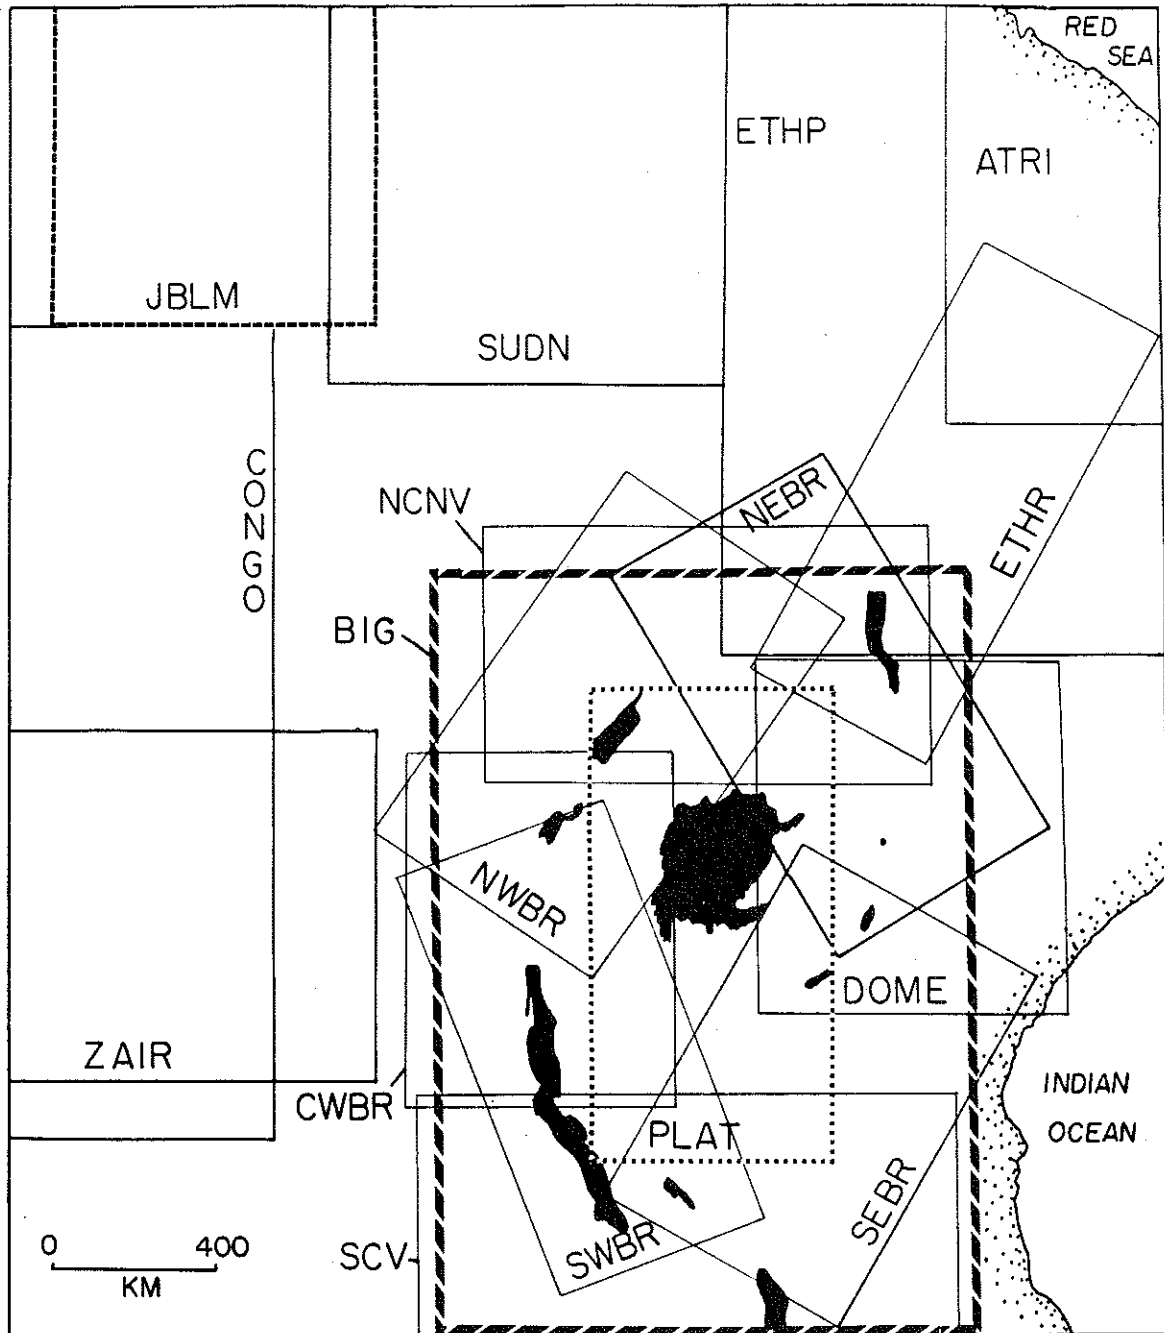 RED
SEA
ETHP
ATRI
JBLM
SUDN
CONGO
NCNV
NEBR
ETHR
BIG
NWBR
DOME
ZAIR
CWBR
INDIAN
OCEAN
PLAT
SEBR
SWBR
SCV
0 400
KM